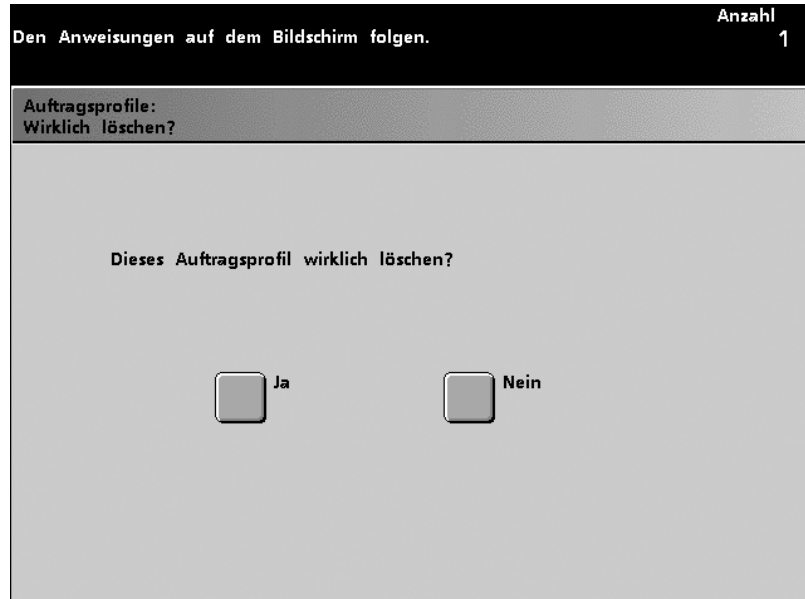 Anzahl
Den Anweisungen auf dem Bildschirm folgen.
1
Auftragsprofile:
Wirklich löschen?
Dieses Auftragsprofil wirklich löschen?
Ja
Nein